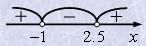 + − +
−1 2.5 x